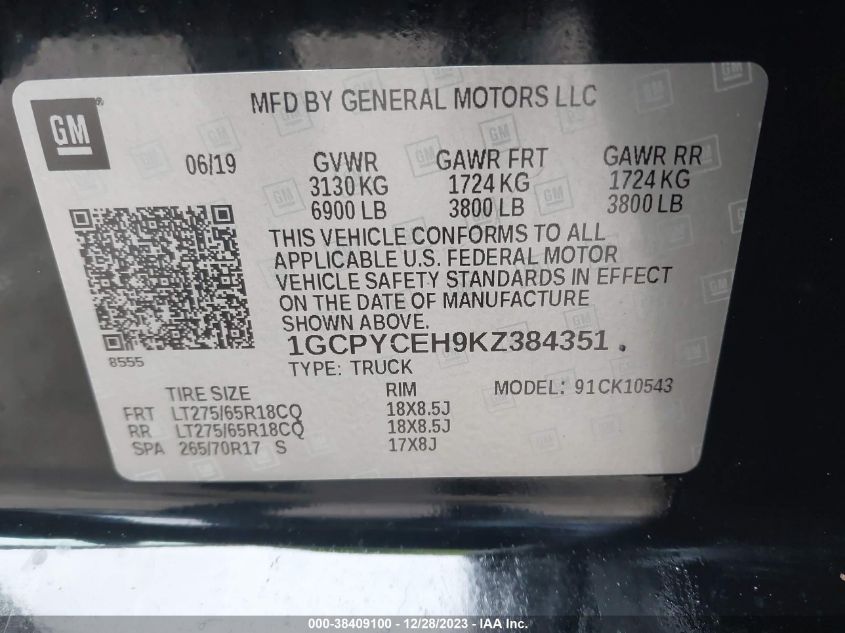 GM
MFD BY GENERAL MOTORS LLC
06/19 GVWR GAWR FRT GAWR RR
3130 KG 1724 KG 1724 KG
6900 LB 3800 LB 3800 LB
THIS VEHICLE CONFORMS TO ALL
APPLICABLE U.S. FEDERAL MOTOR
VEHICLE SAFETY STANDARDS IN EFFECT
ON THE DATE OF MANUFACTURE
SHOWN ABOVE.
8555
1GCPYCEH9KZ384351
TYPE: TRUCK
TIRE SIZE RIM MODEL: 91CK10543
FRT LT275/65R18CQ 18X8.5J
RR LT275/65R18CQ 18X8.5J
SPA 265/70R17 S 17X8J
000-38409100 - 12/28/2023 - IAA Inc.